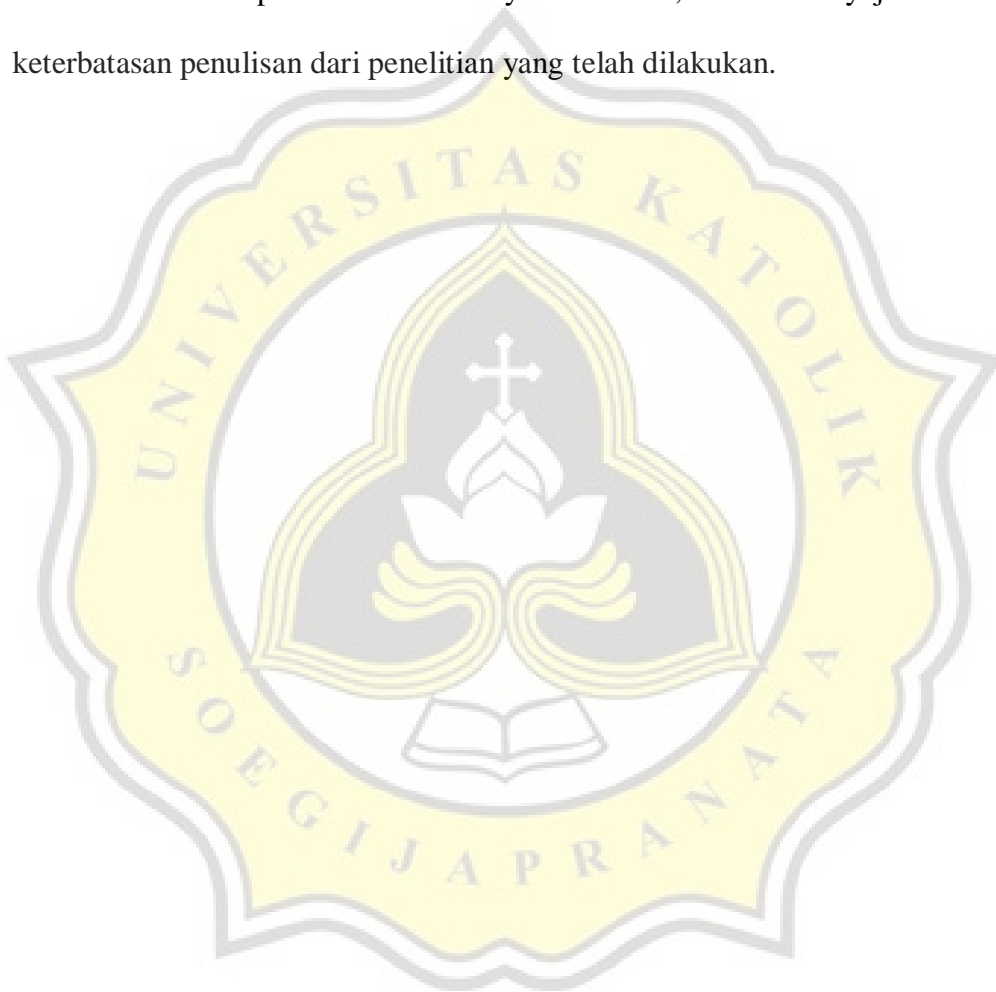 keterbatasan penulisan dari penelitian yang telah dilakukan.
UNIVERSITAS KATOLIK
SOEGIJAPRANATA